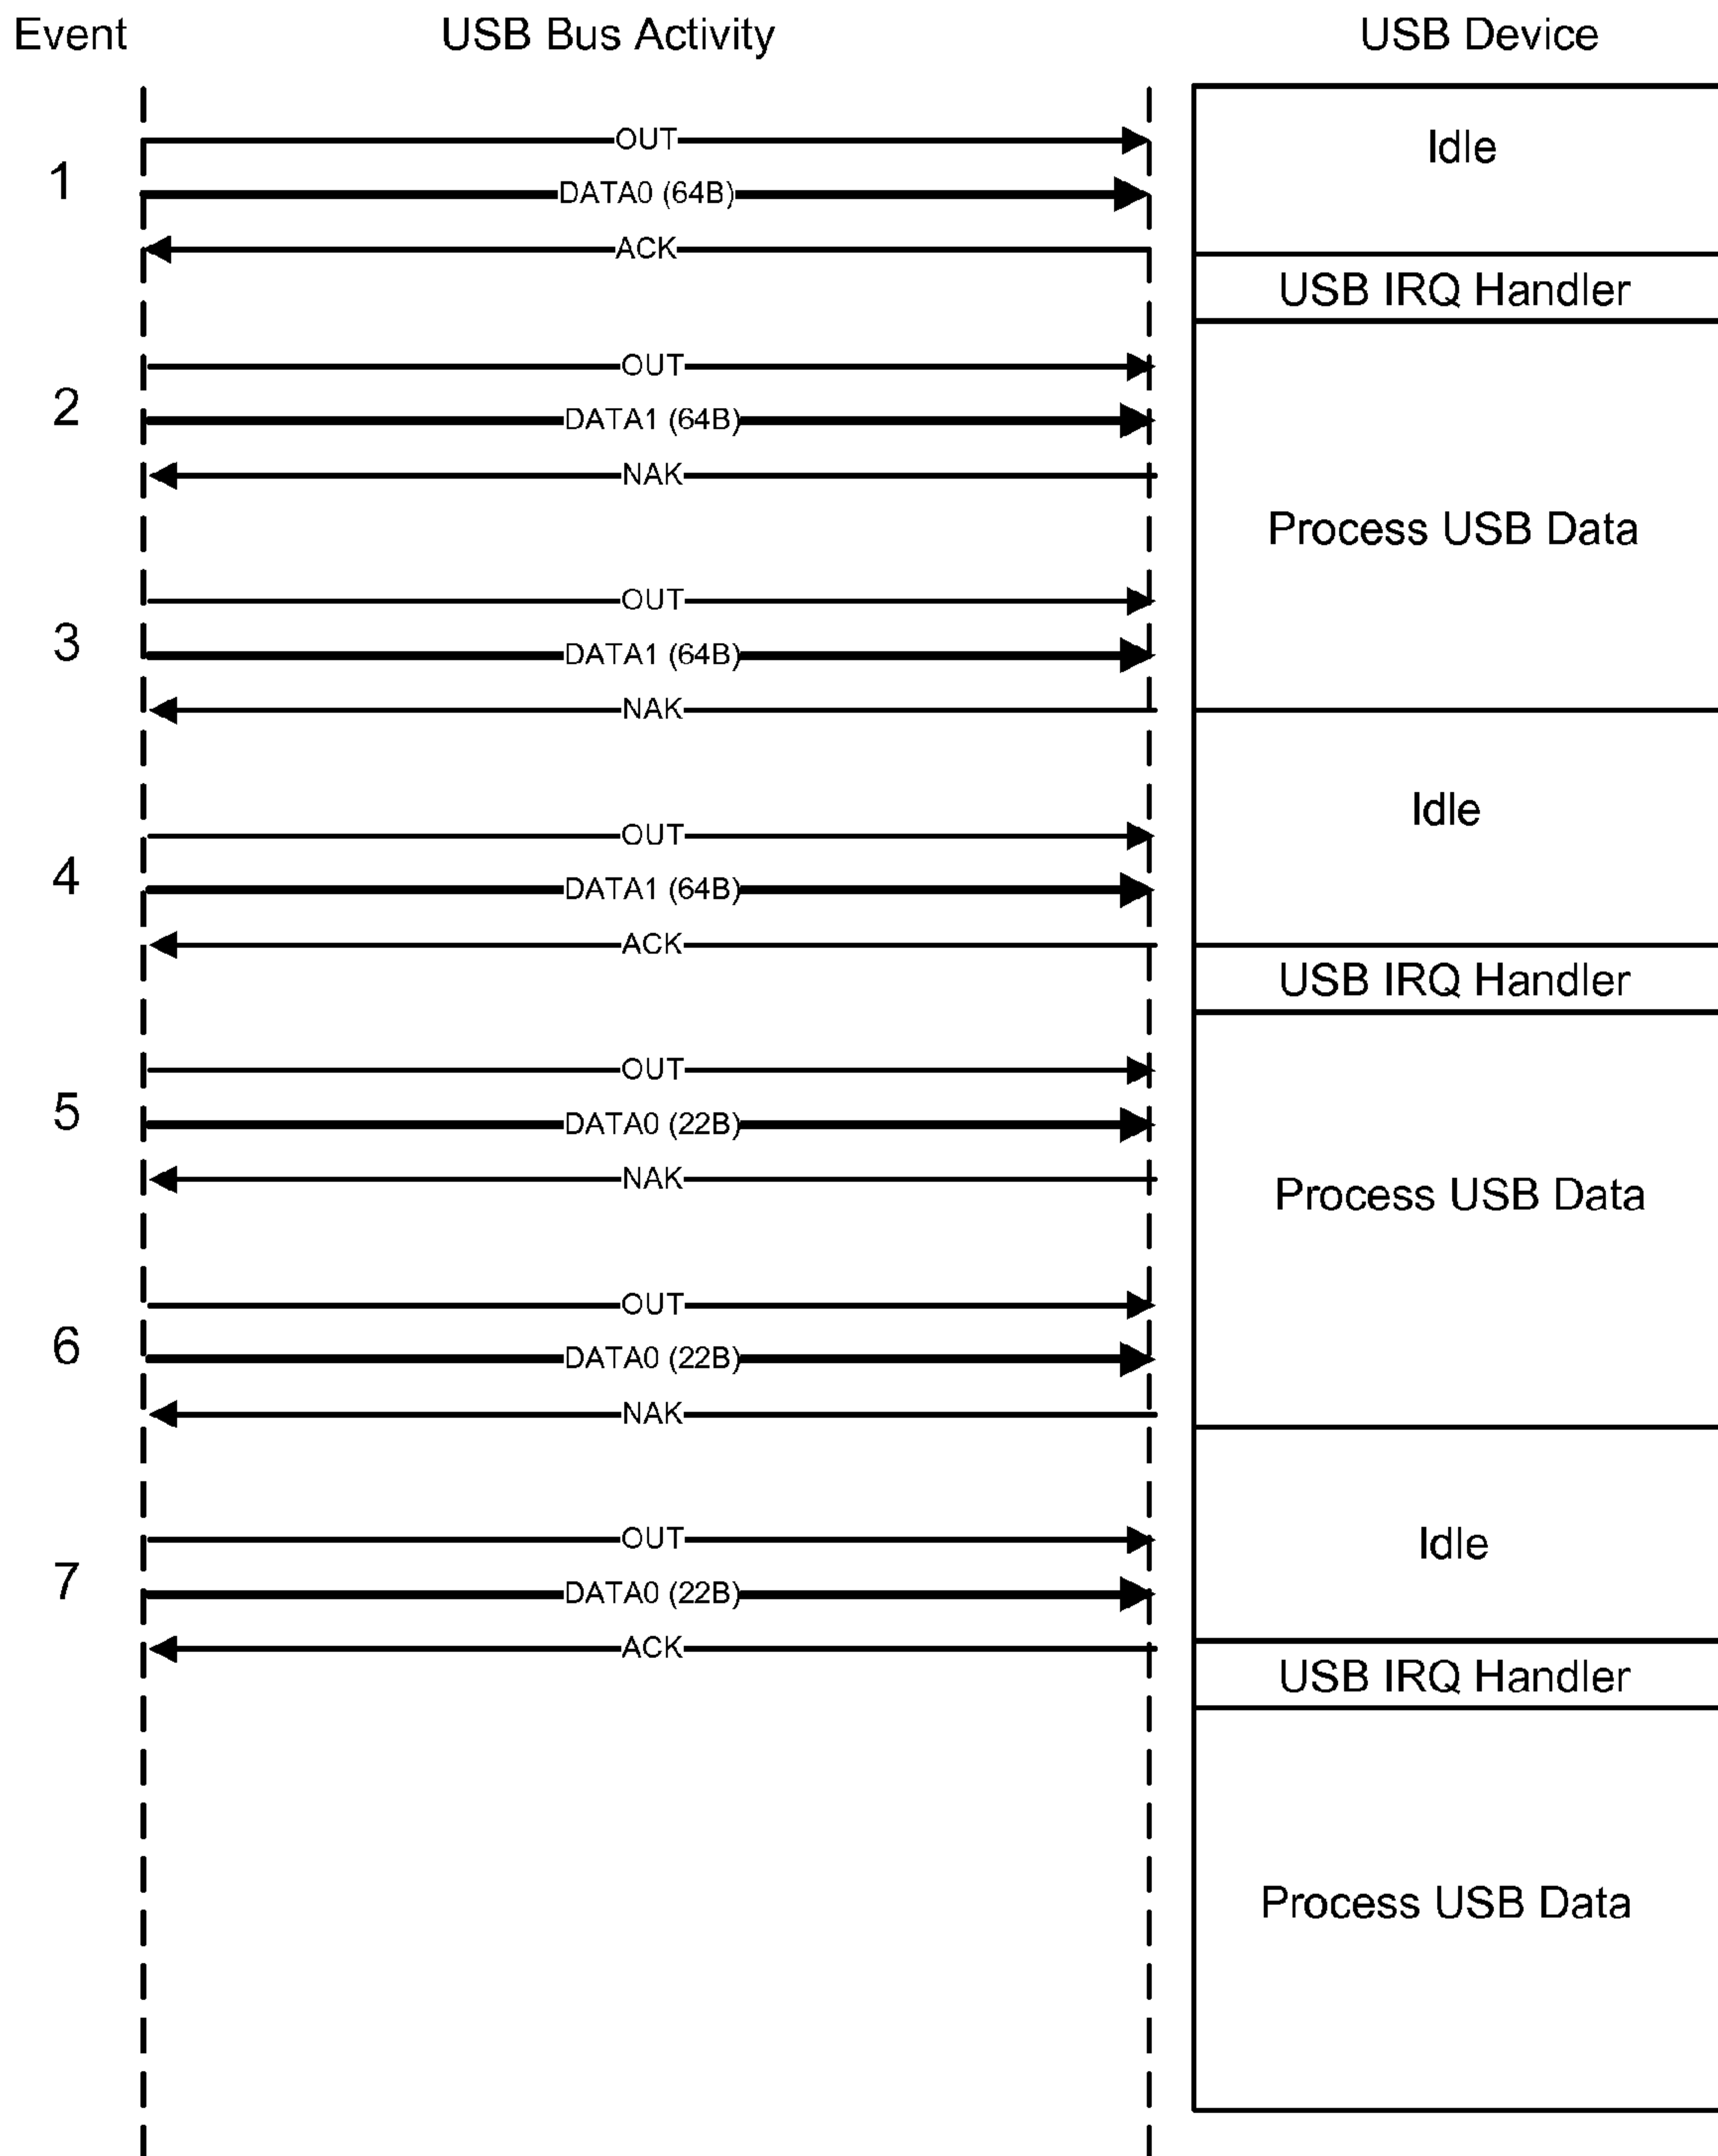 Event USB Bus Activity USB Device
OUT
Idle
1
DATA0 (64B)
ACK
USB IRQ Handler
OUT
2
DATA1 (64B)
NAK
Process USB Data
OUT
3
DATA1 (64B)
NAK
Idle
OUT
4
DATA1 (64B)
ACK
USB IRQ Handler
OUT
5
DATA0 (22B)
NAK
Process USB Data
OUT
6
DATA0 (22B)
NAK
OUT
Idle
7
DATA0 (22B)
ACK
USB IRQ Handler
Process USB Data